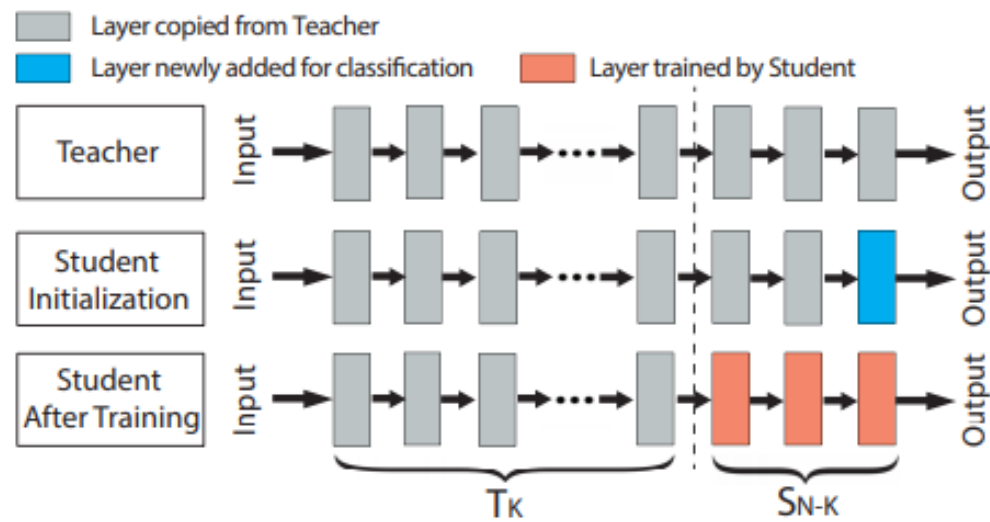 Layer copied from Teacher
Layer newly added for classification
Layer trained by Student
Teacher
Input
Output
Student
Initialization
Input
Output
Student
After Training
Input
Output
TK
SN-K